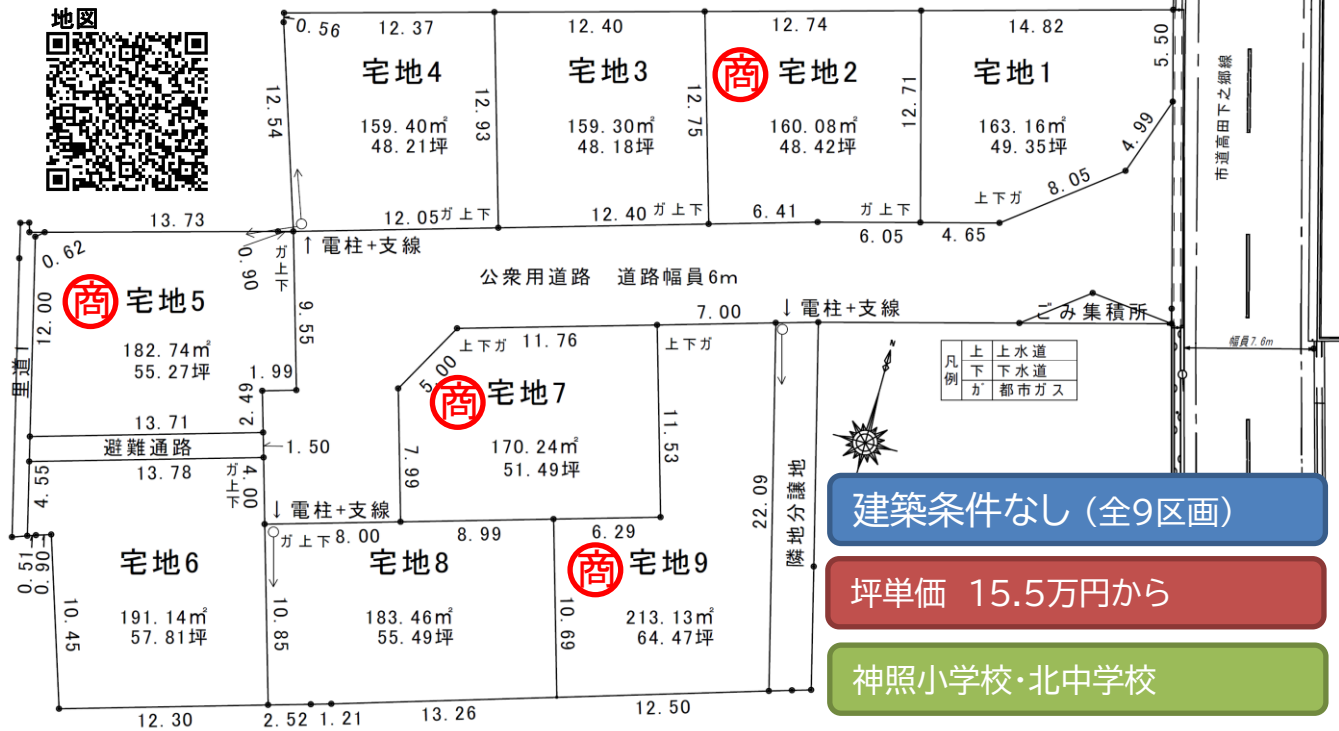 地図
0.56
12.37
12.40
12.74
14.82
5.50
宅地4
宅地3
商
宅地2
宅地1
12.54
12.93
12.75
12.71
159.40㎡
48.21坪
159.30㎡
48.18坪
160.08㎡
48.42坪
163.16㎡
49.35坪
4.99
8.05
上下ガ
13.73
12.05
ガ上下
12.40
ガ上下
6.41
ガ上下
6.05
4.65
市道高田下之郷線
0.62
0.90
ガ上下
↑電柱+支線
公衆用道路 道路幅員6m
商
宅地5
12.00
9.55
182.74㎡
55.27坪
1.99
2.49
里道1
13.71
避難通路
1.50
13.78
4.55
ガ上下
4.00
7.00
↓電柱+支線
ごみ集積所
幅員7.6m
上下ガ
11.76
上下ガ
5.00
商
宅地7
170.24㎡
51.49坪
7.99
11.53
22.09
隣地分譲地
N
凡例
上 上水道
下 下水道
ガ 都市ガス
↓電柱+支線
ガ上下
8.00
8.99
6.29
0.51
0.90
宅地6
191.14㎡
57.81坪
10.45
10.85
宅地8
183.46㎡
55.49坪
10.69
商
宅地9
213.13㎡
64.47坪
12.30
2.52
1.21
13.26
12.50
建築条件なし（全9区画）
坪単価 15.5万円から
神照小学校・北中学校